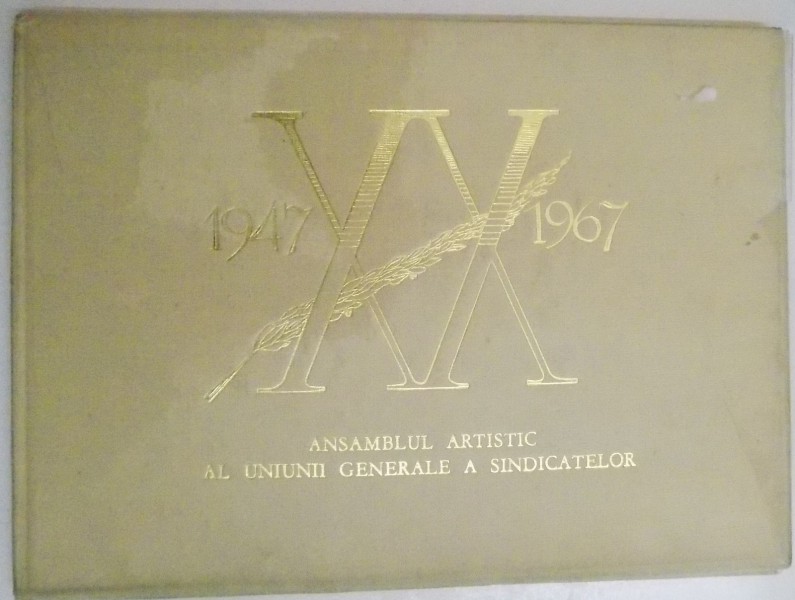 XX
1947 1967
ANSAMBLUL ARTISTIC
AL UNIUNII GENERALE A SINDICATELOR